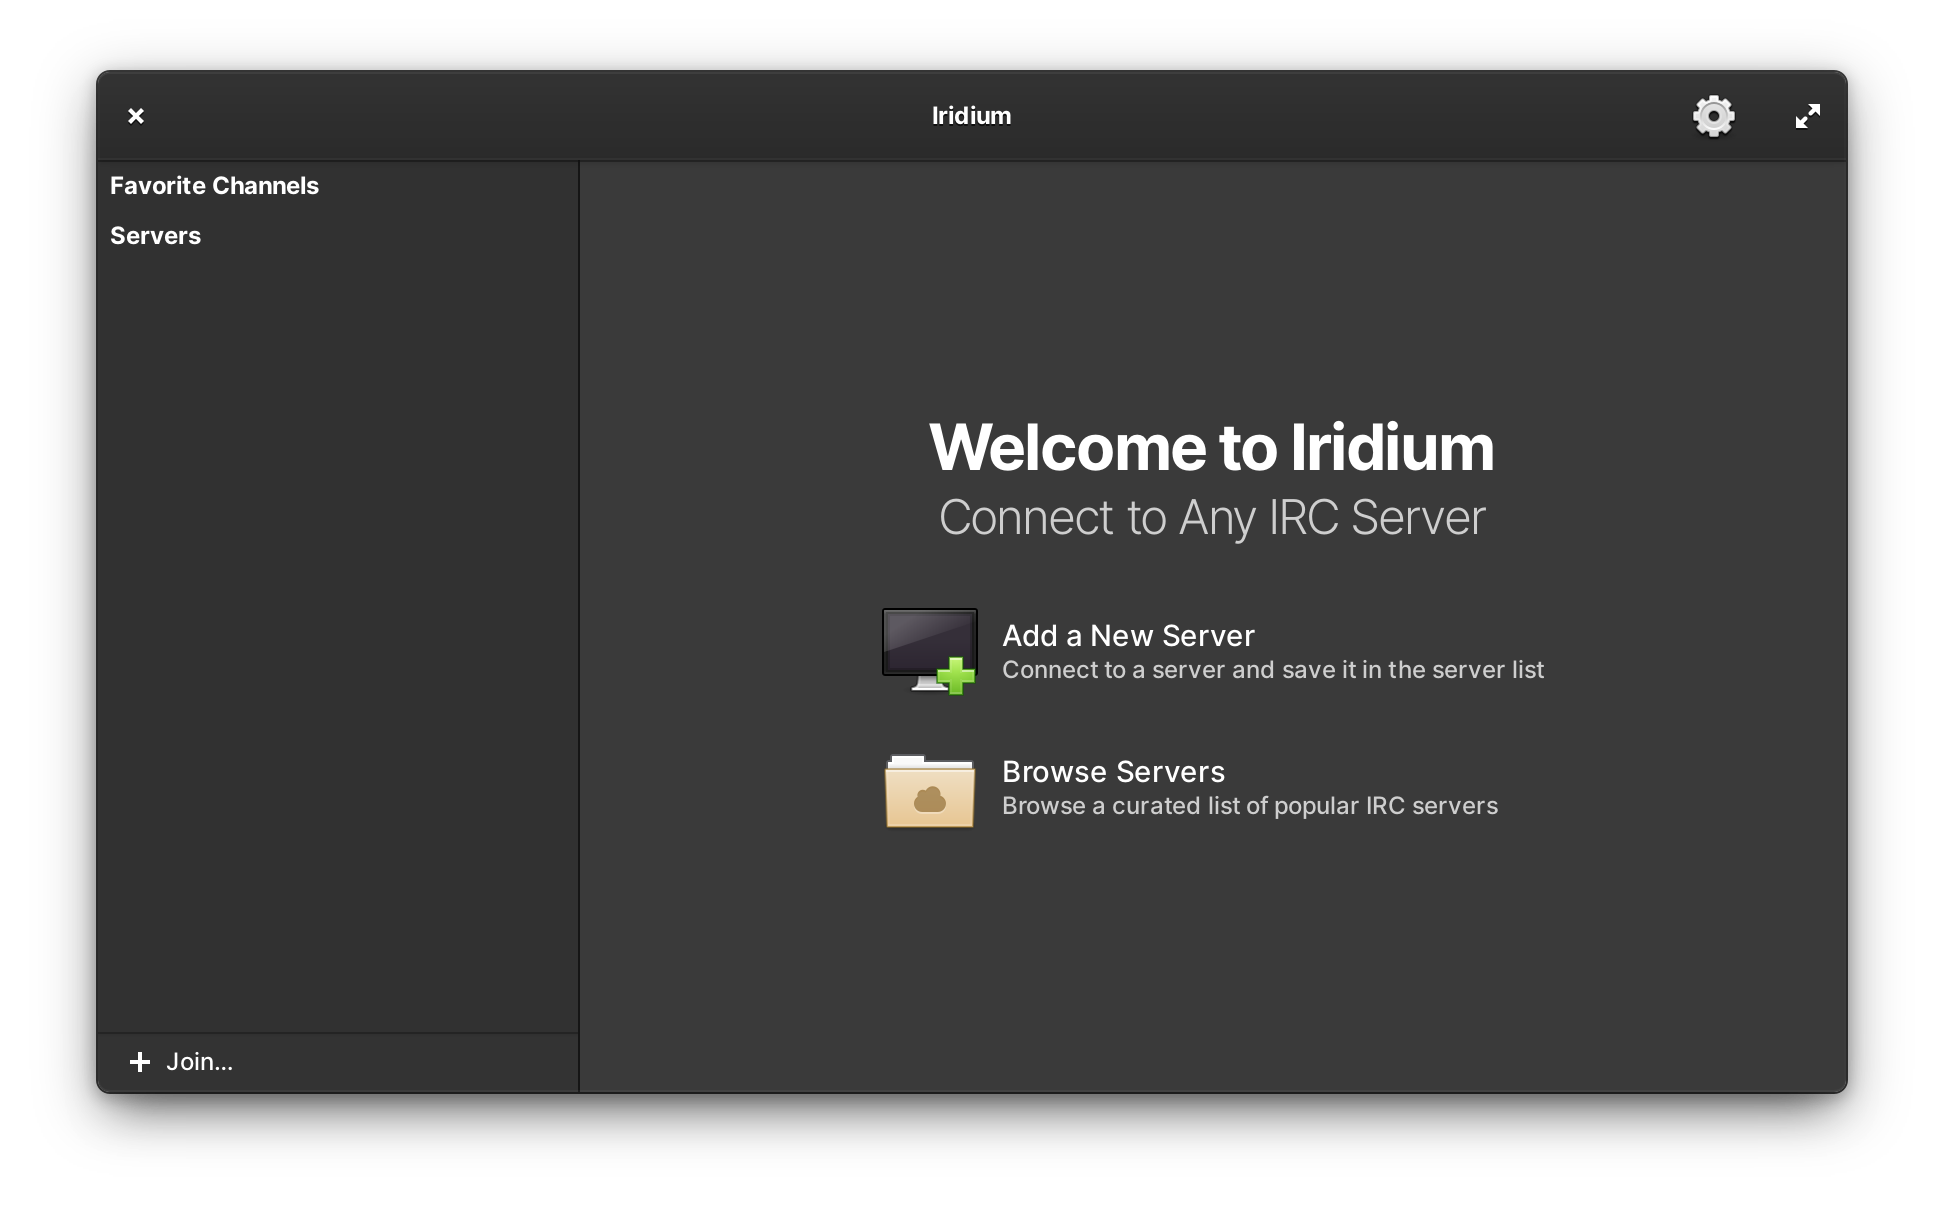 Iridium
Favorite Channels
Servers
Welcome to Iridium
Connect to Any IRC Server
Add a New Server
Connect to a server and save it in the server list
Browse Servers
Browse a curated list of popular IRC servers
Join...